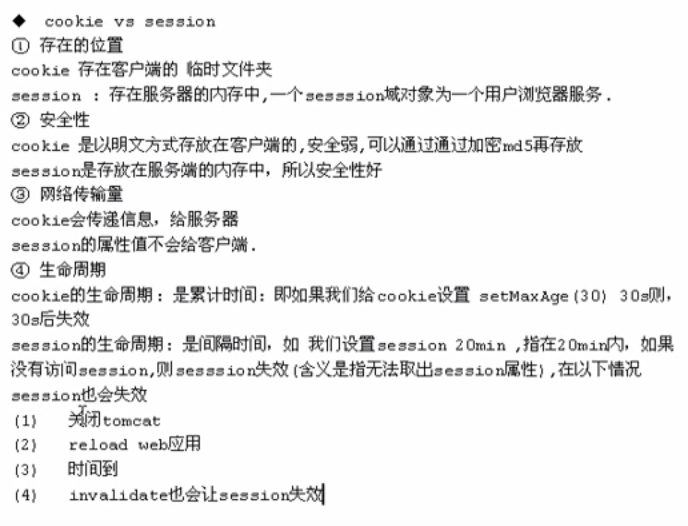 ◆ cookie vs session
① 存在的位置
cookie 存在客户端的 临时文件夹
session : 存在服务器的内存中,一个sesssion域对象为一个用户浏览器服务.
② 安全性
cookie 是以明文方式存放在客户端的,安全弱,可以通过通过加密md5再存放
session是存放在服务端的内存中, 所以安全性好
③ 网络传输量
cookie会传递信息, 给服务器
session的属性值不会给客户端.
④ 生命周期
cookie的生命周期: 是累计时间: 即如果我们给cookie设置 setMaxAge(30) 30s则,
30s后失效
session的生命周期: 是间隔时间, 如 我们设置session 20min ,指在20min内, 如果
没有访问session,则 sesssion失效(含义是指无法取出session属性),在以下情况
session也会失效
(1) 关闭tomcat
(2) reload web应用
(3) 时间到
(4) invalidate也会让session失效